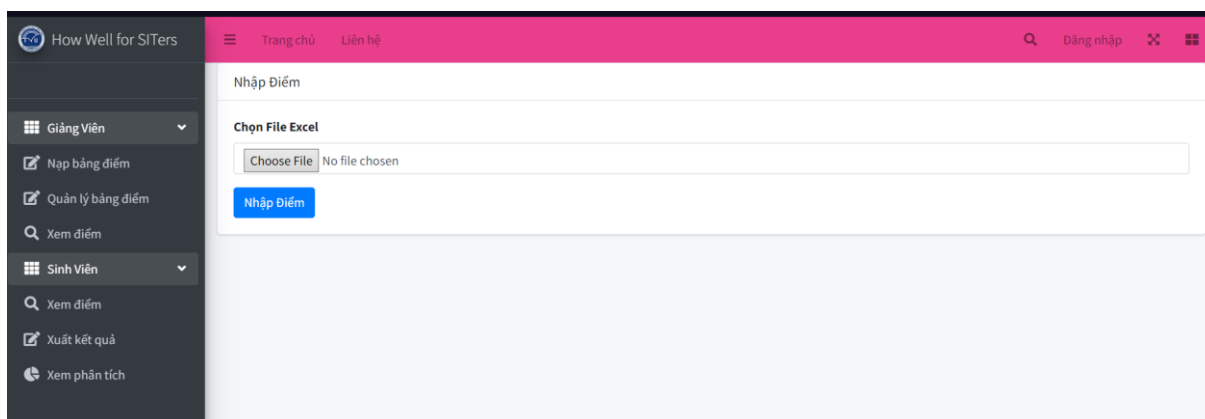 How Well for SITers
Trang chủ Liên hệ Đăng nhập
Nhập Điểm
Giảng Viên
Nạp bảng điểm
Quản lý bảng điểm
Xem điểm
Sinh Viên
Xem điểm
Xuất kết quả
Xem phân tích
Chọn File Excel
Choose File No file chosen
Nhập Điểm